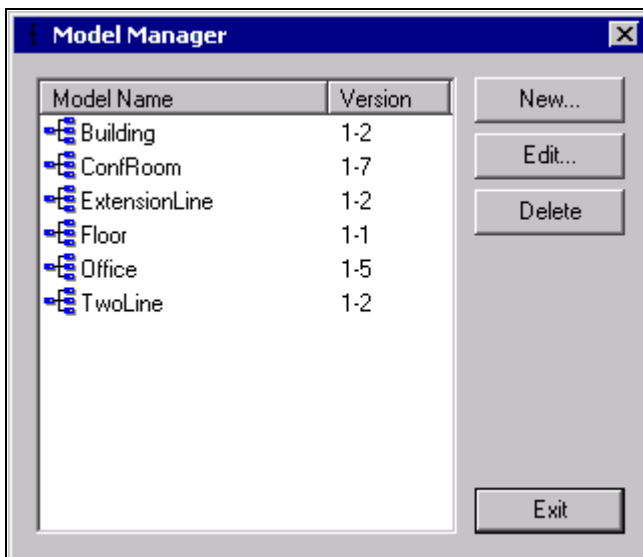 Model Manager
Model Name Version
Building 1-2
ConfRoom 1-7
ExtensionLine 1-2
Floor 1-1
Office 1-5
TwoLine 1-2
New...
Edit...
Delete
Exit